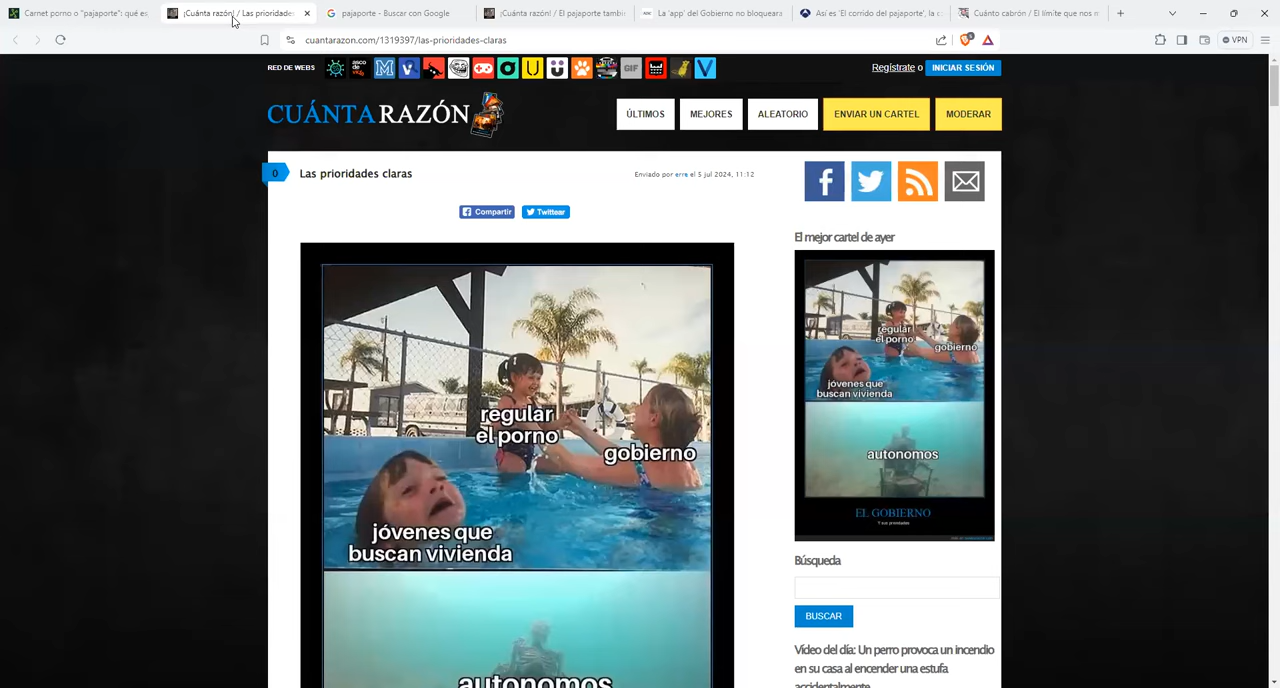 Carnet porno o "pajaporte": qué es
¡Cuánta razón! / Las prioridades
pajaporte - Buscar con Google
¡Cuánta razón! / El pajaporte tambi
La 'app' del Gobierno no bloqueara
Así es 'El corrido del pajaporte', la c
Cuánto cabrón / El límite que nos m
cuantarazon.com/1319397/las-prioridades-claras
VPN
RED DE WEBS
GIF
Regístrate o INICIAR SESIÓN
CUÁNTA RAZÓN
ÚLTIMOS
MEJORES
ALEATORIO
ENVIAR UN CARTEL
MODERAR
0
Las prioridades claras
Enviado por erre el 5 jul 2024, 11:12
Compartir
Twittear
regular
el porno
gobierno
jóvenes que
buscan vivienda
autonomos
El mejor cartel de ayer
regular
el porno
gobierno
jóvenes que
buscan vivienda
autonomos
EL GOBIERNO
Y sus prioridades
Búsqueda
BUSCAR
Vídeo del día: Un perro provoca un incendio
en su casa al encender una estufa
accidentalmente